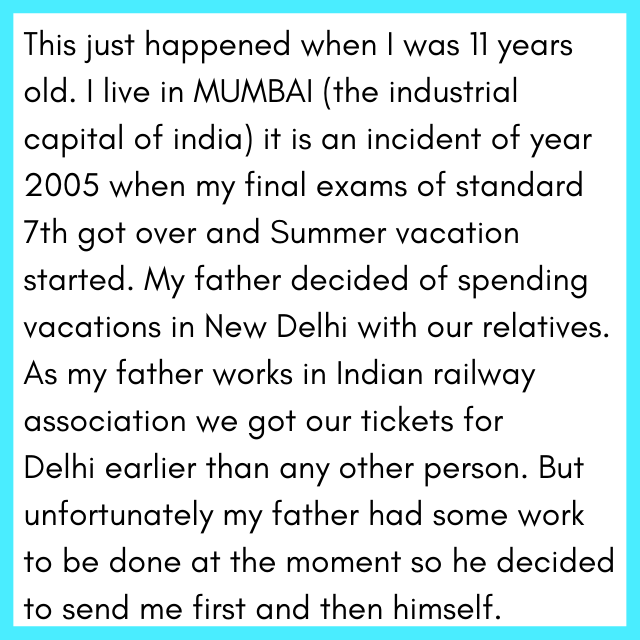 This just happened when I was 11 years
old. I live in MUMBAI (the industrial
capital of india) it is an incident of year
2005 when my final exams of standard
7th got over and Summer vacation
started. My father decided of spending
vacations in New Delhi with our relatives.
As my father works in Indian railway
association we got our tickets for
Delhi earlier than any other person. But
unfortunately my father had some work
to be done at the moment so he decided
to send me first and then himself.